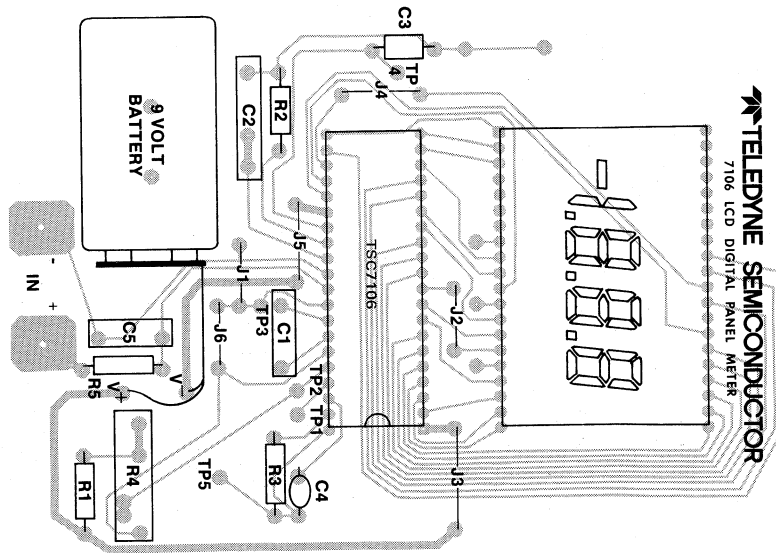 TELEDYNE SEMICONDUCTOR
7106 LCD DIGITAL PANEL METER
C3
TP
4
J4
R2
C2
9 VOLT
BATTERY
J5
TSC7106
J1
-
IN
+
J2
TP3
C1
J6
C5
R5
V-
V+
TP2
TP1
R4
TP5
R3
C4
J3
R1